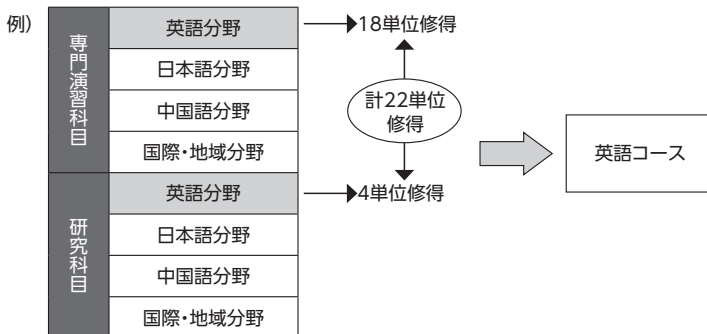 例）
専門演習科目
英語分野
日本語分野
中国語分野
国際・地域分野
研究科目
英語分野
日本語分野
中国語分野
国際・地域分野
18単位修得
計22単位
修得
4単位修得
英語コース